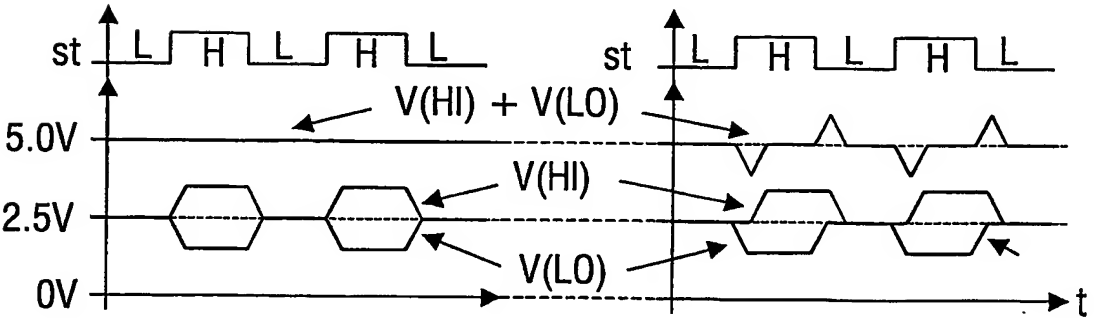 st L H L H L
st L H L H L
V(HI) + V(LO)
5.0V
V(HI)
2.5V
V(LO)
0V
t